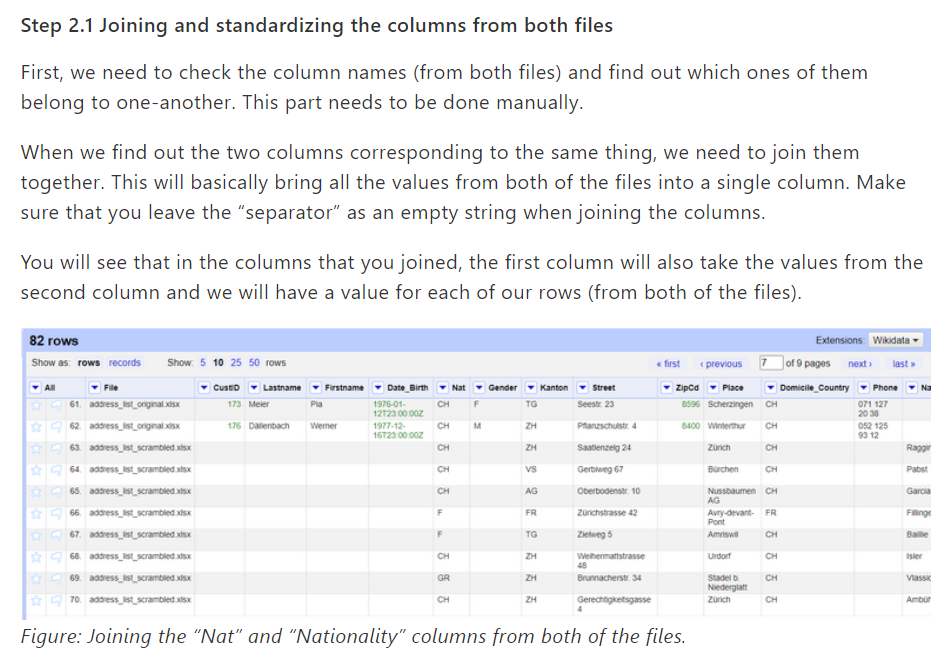 Step 2.1 Joining and standardizing the columns from both files
First, we need to check the column names (from both files) and find out which ones of them
belong to one-another. This part needs to be done manually.
When we find out the two columns corresponding to the same thing, we need to join them
together. This will basically bring all the values from both of the files into a single column. Make
sure that you leave the “separator” as an empty string when joining the columns.
You will see that in the columns that you joined, the first column will also take the values from the
second column and we will have a value for each of our rows (from both of the files).
82 rows Extensions: Wikidata
Show as: rows records Show: 5 10 25 50 rows « first ‹ previous 7 of 9 pages next › last »
All File CustID Lastname Firstname Date_Birth Nat Gender Kanton Street ZipCd Place Domicile_Country Phone Na
61. address_list_original.xlsx 173 Meier Pia 1976-01- CH F TG Seestr. 23 8596 Scherzingen CH 071 127
12T23:00:00Z 20 38
62. address_list_original.xlsx 176 Dällenbach Werner 1977-12- CH M ZH Pflanzschulstr. 4 8400 Winterthur CH 052 125
16T23:00:00Z 93 12
63. address_list_scrambled.xlsx CH ZH Saatlenzelg 24 Zürich CH Raggin
64. address_list_scrambled.xlsx CH VS Gerbiweg 67 Bürchen CH Pabst
65. address_list_scrambled.xlsx CH AG Oberbodenstr. 10 Nussbaumen CH Garcia
AG
66. address_list_scrambled.xlsx F FR Zürichstrasse 42 Avry-devant- FR Fillinge
Pont
67. address_list_scrambled.xlsx F TG Zielweg 5 Amriswil CH Baillie
68. address_list_scrambled.xlsx CH ZH Weihermattstrasse Urdorf CH Isler
48
69. address_list_scrambled.xlsx GR ZH Brunnacherstr. 34 Stadel b. CH Vlassic
Niederglatt
70. address_list_scrambled.xlsx CH ZH Gerechtigkeitsgasse Zürich CH Ambür
4
Figure: Joining the “Nat” and “Nationality” columns from both of the files.